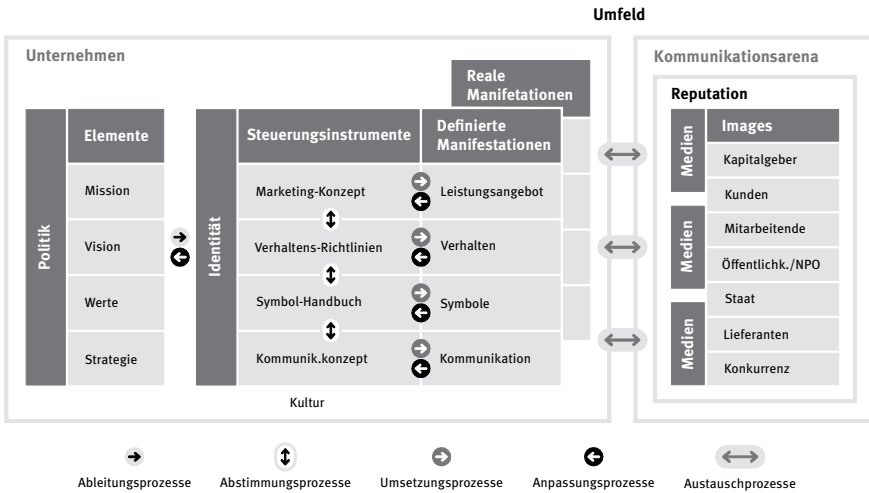 Umfeld
Unternehmen
Kommunikationsarena
Reale
Manifetationen
Reputation
Politik
Elemente
Mission
Vision
Werte
Strategie
Identität
Steuerungsinstrumente
Definierte
Manifestationen
Marketing-Konzept
Leistungsangebot
Verhaltens-Richtlinien
Verhalten
Symbol-Handbuch
Symbole
Kommunik.konzept
Kommunikation
Kultur
Medien
Medien
Medien
Images
Kapitalgeber
Kunden
Mitarbeitende
Öffentlichk./NPO
Staat
Lieferanten
Konkurrenz
Ableitungsprozesse
Abstimmungsprozesse
Umsetzungsprozesse
Anpassungsprozesse
Austauschprozesse